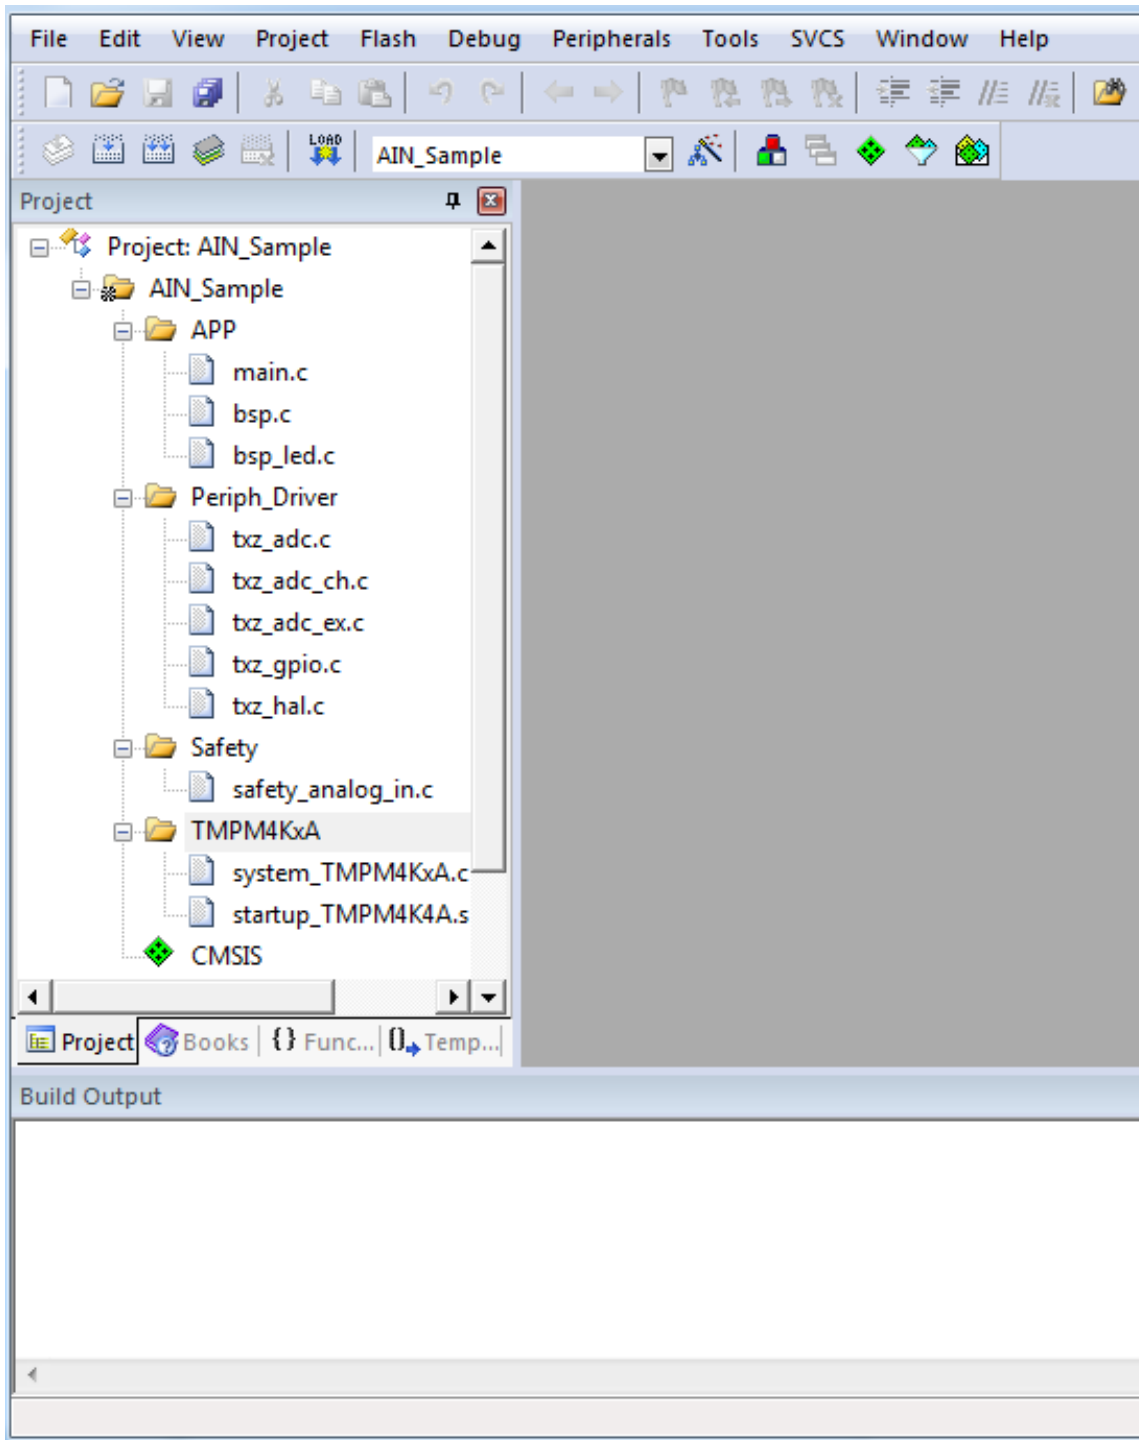 File Edit View Project Flash Debug Peripherals Tools SVCS Window Help
LOAD AIN_Sample
Project
Project: AIN_Sample
AIN_Sample
APP
main.c
bsp.c
bsp_led.c
Periph_Driver
txz_adc.c
txz_adc_ch.c
txz_adc_ex.c
txz_gpio.c
txz_hal.c
Safety
safety_analog_in.c
TMPM4KxA
system_TMPM4KxA.c
startup_TMPM4K4A.s
CMSIS
Project Books {} Func... 0 Temp...
Build Output